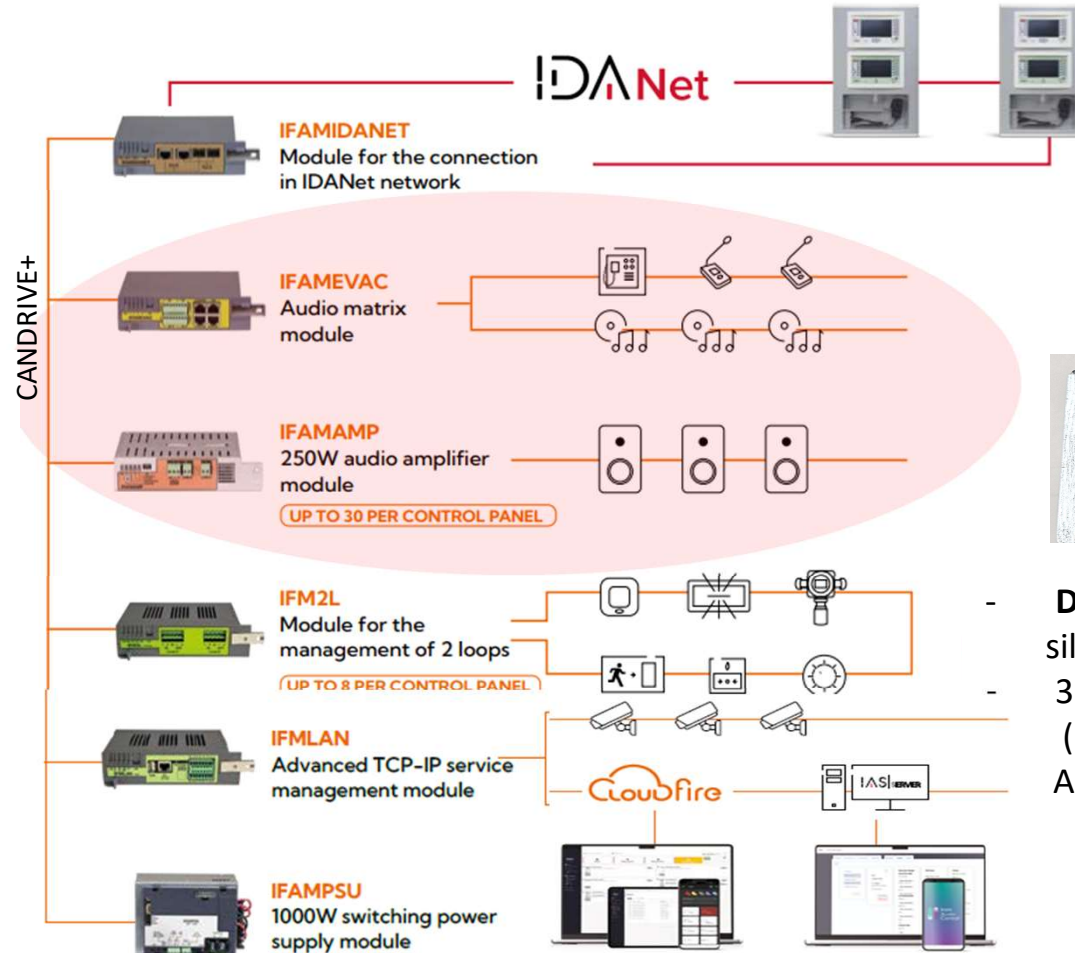 IDANet
IFAMIDANET
Module for the connection
in IDANet network
CANDRIVE+
IFAMEVAC
Audio matrix
module
IFAMAMP
250W audio amplifier
module
UP TO 30 PER CONTROL PANEL
IFM2L
Module for the
management of 2 loops
UP TO 8 PER CONTROL PANEL
- D
sil
- 3
(
A
IFMLAN
Advanced TCP-IP service
management module
Cloudfire
IAS SERVER
IFAMPSU
1000W switching power
supply module